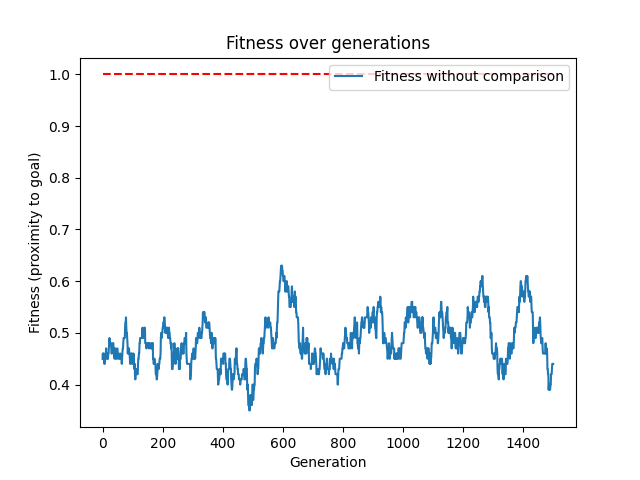 Fitness over generations
Fitness without comparison
1.0
0.9
0.8
0.7
0.6
0.5
0.4
Fitness (proximity to goal)
0 200 400 600 800 1000 1200 1400
Generation